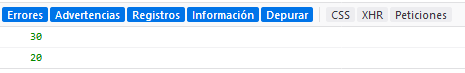 Errores Advertencias Registros Información Depurar CSS XHR Peticiones
30
20